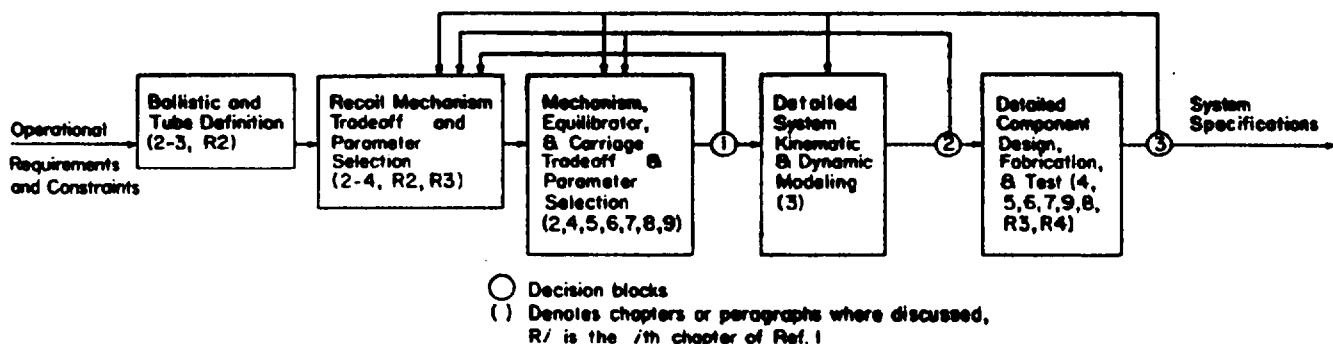 Operational
Requirements
and Constraints
Ballistic and
Tube Definition
(2-3, R2)
Recoil Mechanism
Tradeoff and
Parameter
Selection
(2-4, R2, R3)
Mechanism,
Equilibrator,
& Carriage
Tradeoff &
Parameter
Selection
(2,4,5,6,7,8,9)
1
Detailed
System
Kinematic
& Dynamic
Modeling
(3)
2
Detailed
Component
Design,
Fabrication,
& Test (4,
5,6,7,9,8,
R3,R4)
3
System
Specifications
Decision blocks
( ) Denotes chapters or paragraphs where discussed,
Ri is the ith chapter of Ref. 1